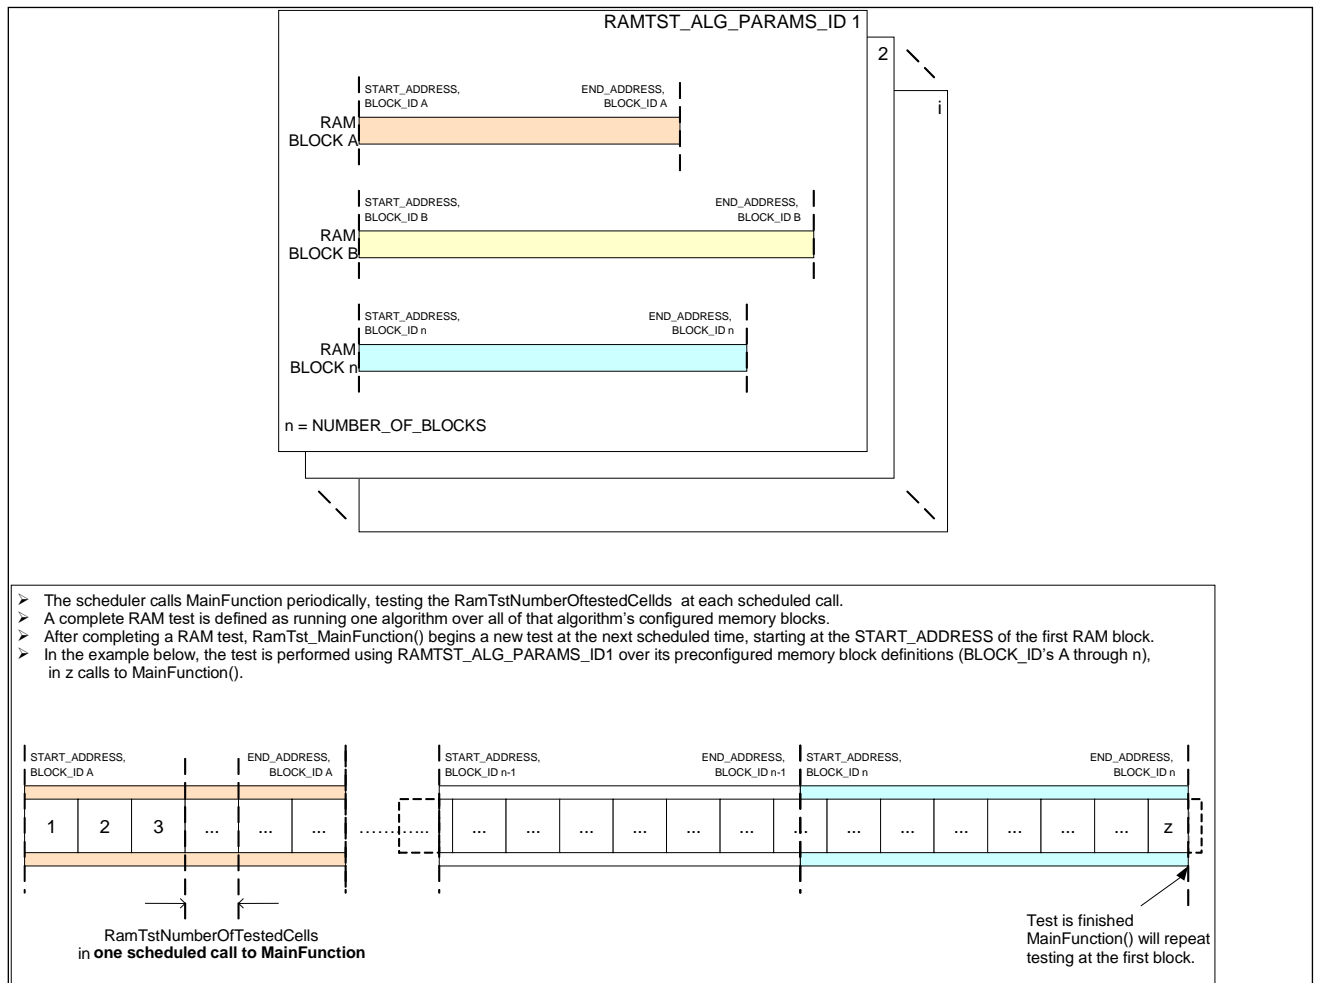 RAMTST_ALG_PARAMS_ID 1
2
i
START_ADDRESS,
BLOCK_ID A
END_ADDRESS,
BLOCK_ID A
RAM
BLOCK A
START_ADDRESS,
BLOCK_ID B
END_ADDRESS,
BLOCK_ID B
RAM
BLOCK B
START_ADDRESS,
BLOCK_ID n
END_ADDRESS,
BLOCK_ID n
RAM
BLOCK n
n = NUMBER_OF_BLOCKS
➢ The scheduler calls MainFunction periodically, testing the RamTstNumberOftestedCellds at each scheduled call.
➢ A complete RAM test is defined as running one algorithm over all of that algorithm's configured memory blocks.
➢ After completing a RAM test, RamTst_MainFunction() begins a new test at the next scheduled time, starting at the START_ADDRESS of the first RAM block.
➢ In the example below, the test is performed using RAMTST_ALG_PARAMS_ID1 over its preconfigured memory block definitions (BLOCK_ID's A through n),
in z calls to MainFunction().
START_ADDRESS,
BLOCK_ID A
END_ADDRESS,
BLOCK_ID A
START_ADDRESS,
BLOCK_ID n-1
END_ADDRESS,
BLOCK_ID n-1
START_ADDRESS,
BLOCK_ID n
END_ADDRESS,
BLOCK_ID n
1 2 3 ... ... ... ............ ... ... ... ... ... ... ... ... ... ... ... ... ... z
RamTstNumberOfTestedCells
in one scheduled call to MainFunction
Test is finished
MainFunction() will repeat
testing at the first block.